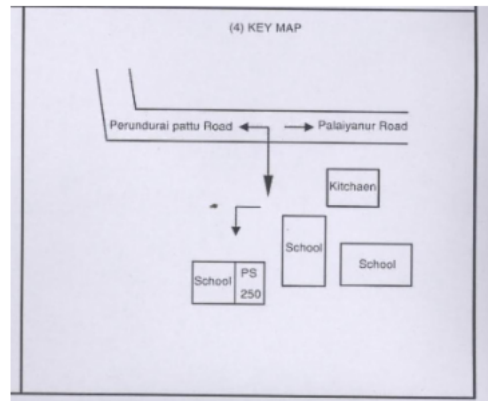 (4) KEY MAP
Perundurai pattu Road
Palaiyanur Road
Kitchaen
School
School
School
PS
250